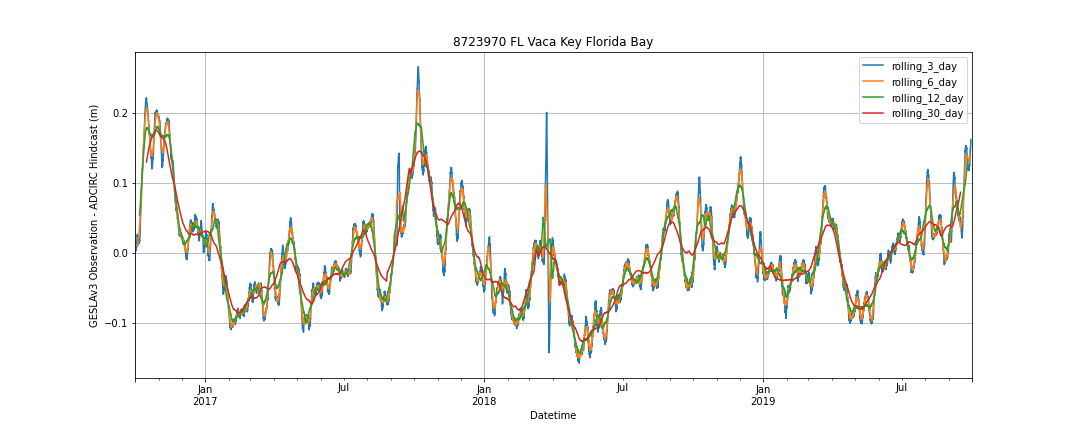 8723970 FL Vaca Key Florida Bay
GESLAv3 Observation - ADCIRC Hindcast (m)
0.2
0.1
0.0
−0.1
rolling_3_day
rolling_6_day
rolling_12_day
rolling_30_day
Jan
2017
Jul
Jan
2018
Jul
Jan
2019
Jul
Datetime